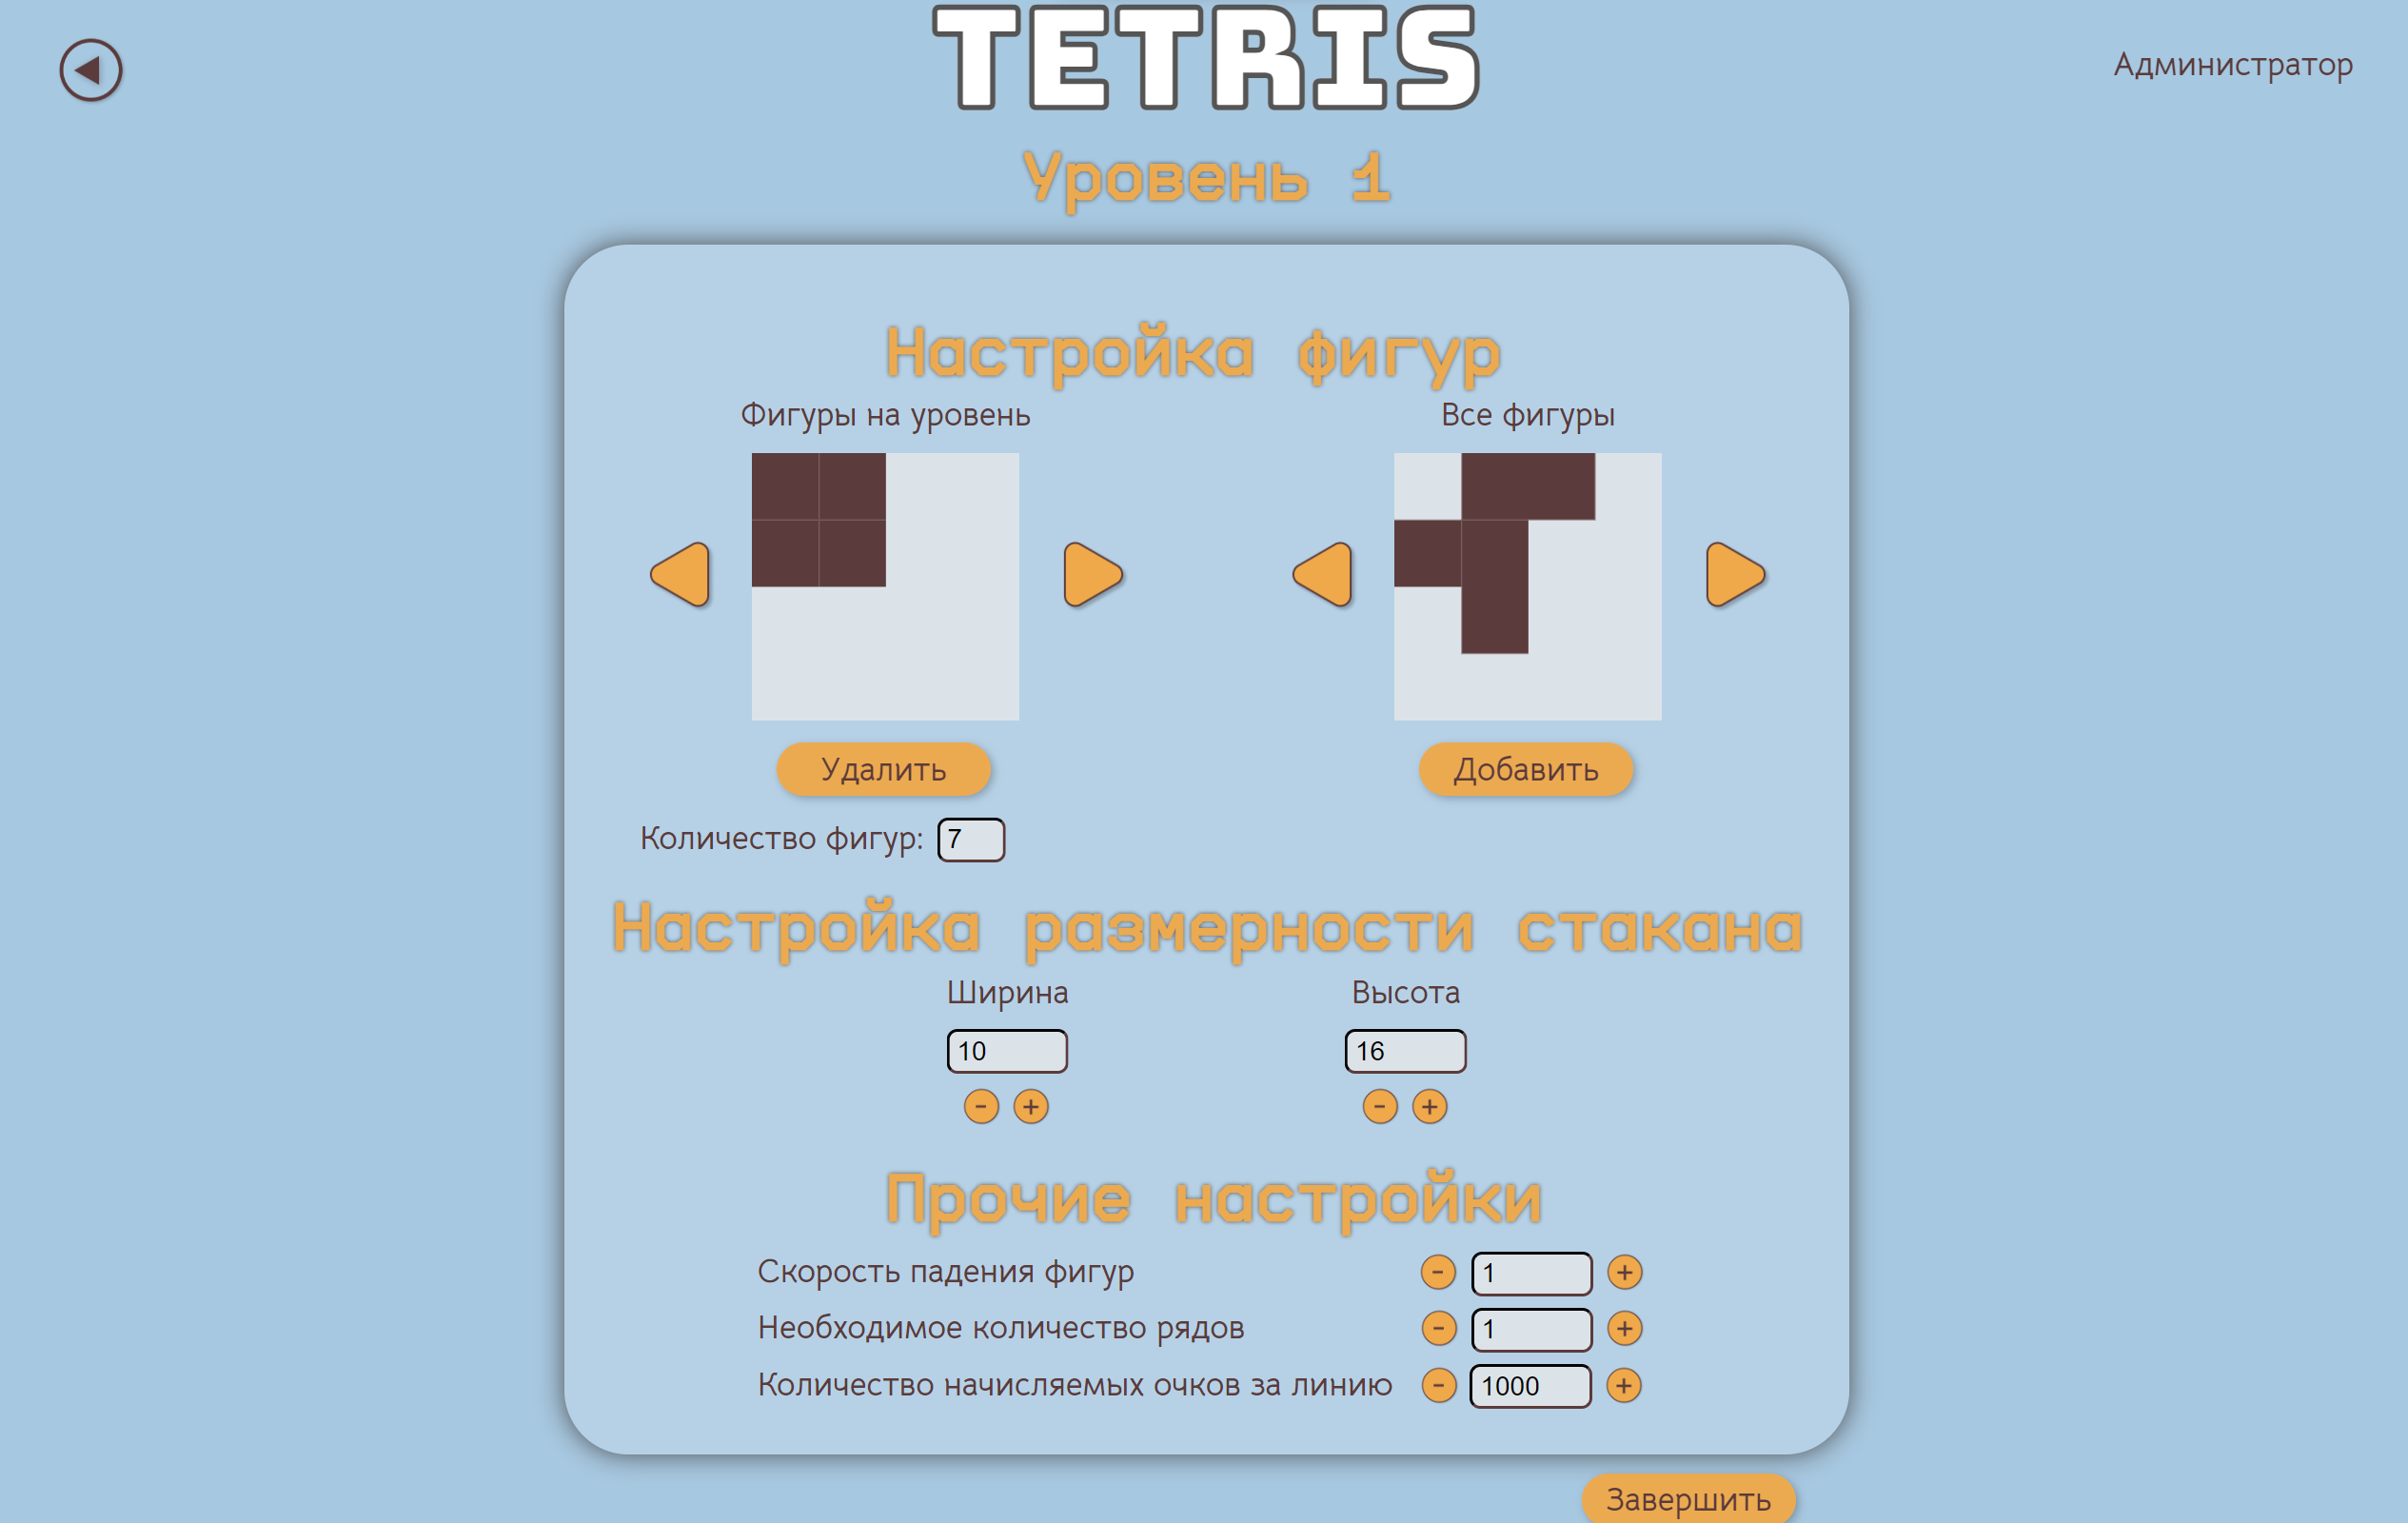 TETRIS
Администратор
Уровень 1
Настройка фигур
Фигуры на уровень
Все фигуры
Удалить
Добавить
Количество фигур: 7
Настройка размерности стакана
Ширина
Высота
10
16
- +
- +
Прочие настройки
Скорость падения фигур - 1 +
Необходимое количество рядов - 1 +
Количество начисляемых очков за линию - 1000 +
Завершить